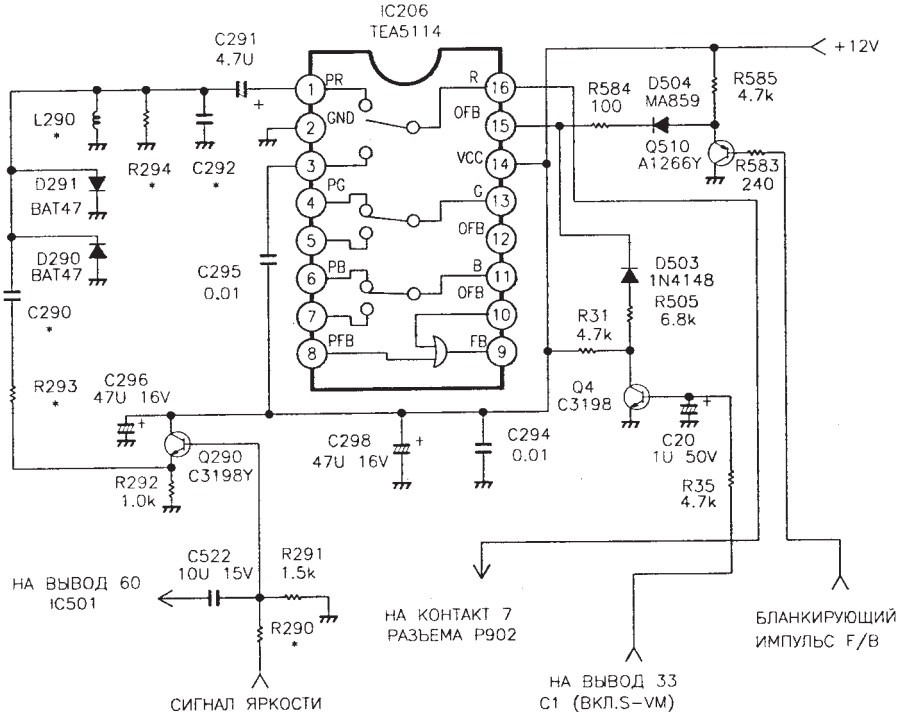 IC206
TEA5114
C291
4.7U
+
+12V
PR
1
GND
2
3
PG
4
5
PB
6
7
PFB
8
R
16
OFB
15
VCC
14
G
13
OFB
12
B
11
OFB
10
FB
9
R584
100
D504
MA859
R585
4.7k
Q510
A1266Y
R583
240
L290
*
R294
*
C292
*
D291
BAT47
D290
BAT47
C290
*
C295
0.01
D503
1N4148
R505
6.8k
R31
4.7k
R293
*
C296
47U 16V
+
Q290
C3198Y
R292
1.0k
C298
47U 16V
+
C294
0.01
Q4
C3198
+
C20
1U 50V
R35
4.7k
C522
10U 15V
R291
1.5k
R290
*
НА ВЫВОД 60
IC501
СИГНАЛ ЯРКОСТИ
НА КОНТАКТ 7
РАЗЪЕМА P902
НА ВЫВОД 33
С1 (ВКЛ.S-VM)
БЛАНКИРУЮЩИЙ
ИМПУЛЬС F/B